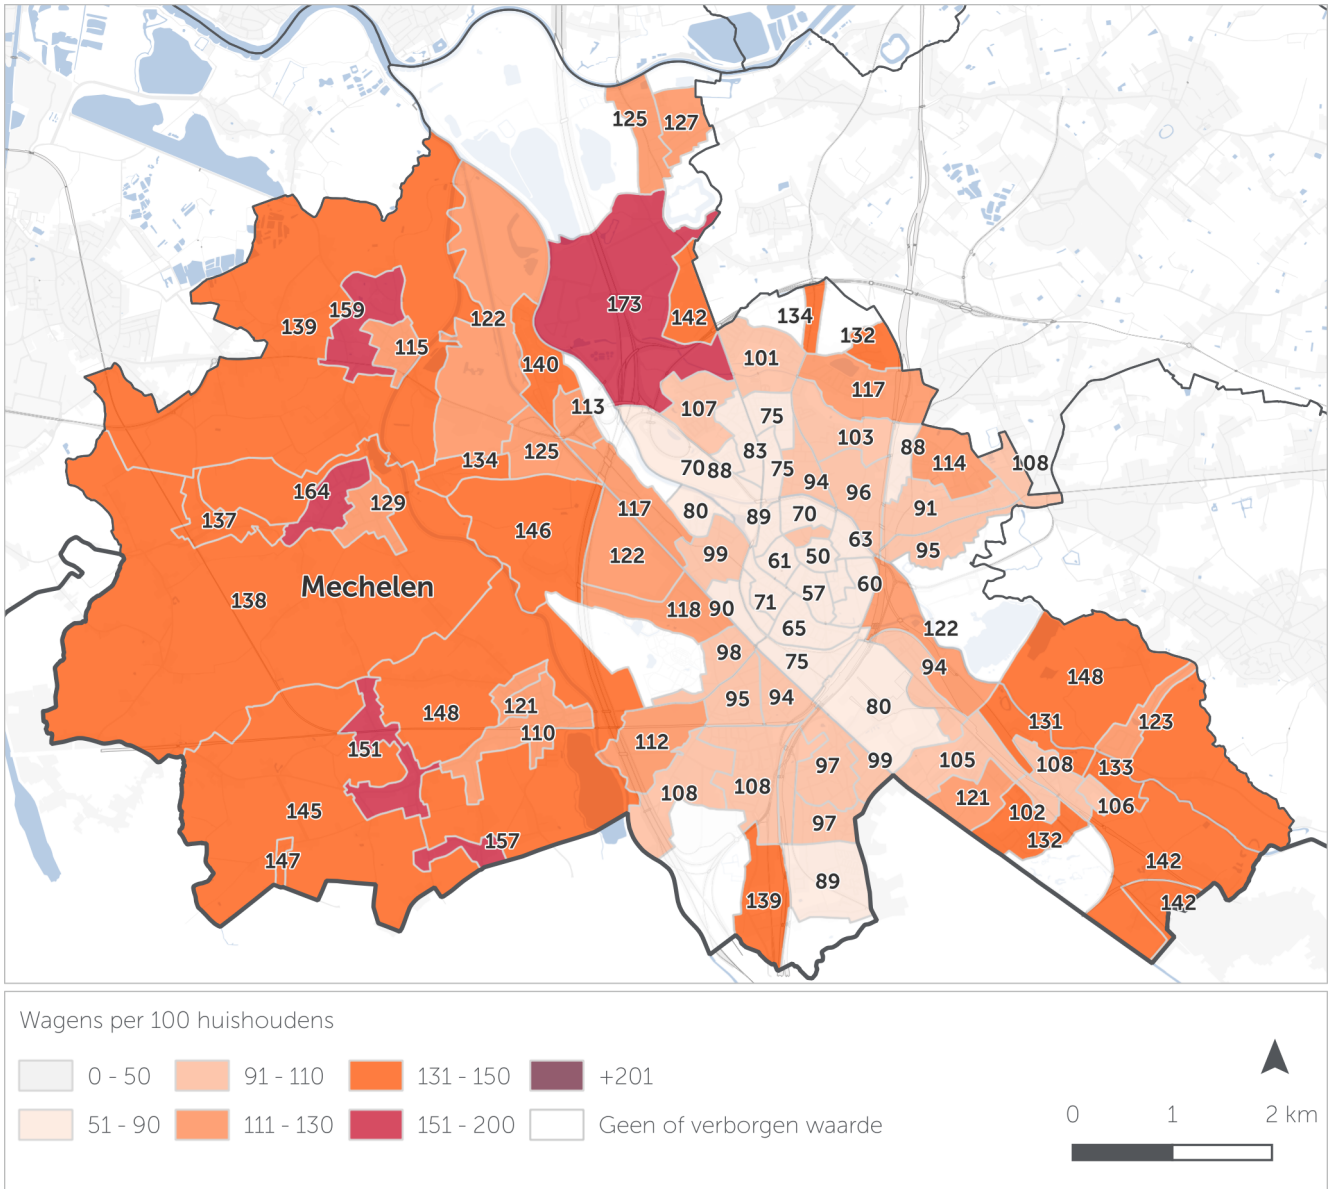 125 127
173 142 134 132
159 139 115 122 140 101 117
113 107 75 103 88 114 108
83 75 70 88 94 96 91
134 125 164 129 137
146 117 80 89 70 63 95
122 99 61 50 60
Mechelen
138 118 90 71 57 65 122
98 75 94 148
95 94 80 131 123
148 121 110 151 112
108 108 97 99 105 108 133
121 102 106 132
145 97
147 157 89 139 142 142
Wagens per 100 huishoudens
0 - 50 91 - 110 131 - 150 +201
51 - 90 111 - 130 151 - 200 Geen of verborgen waarde
0 1 2 km